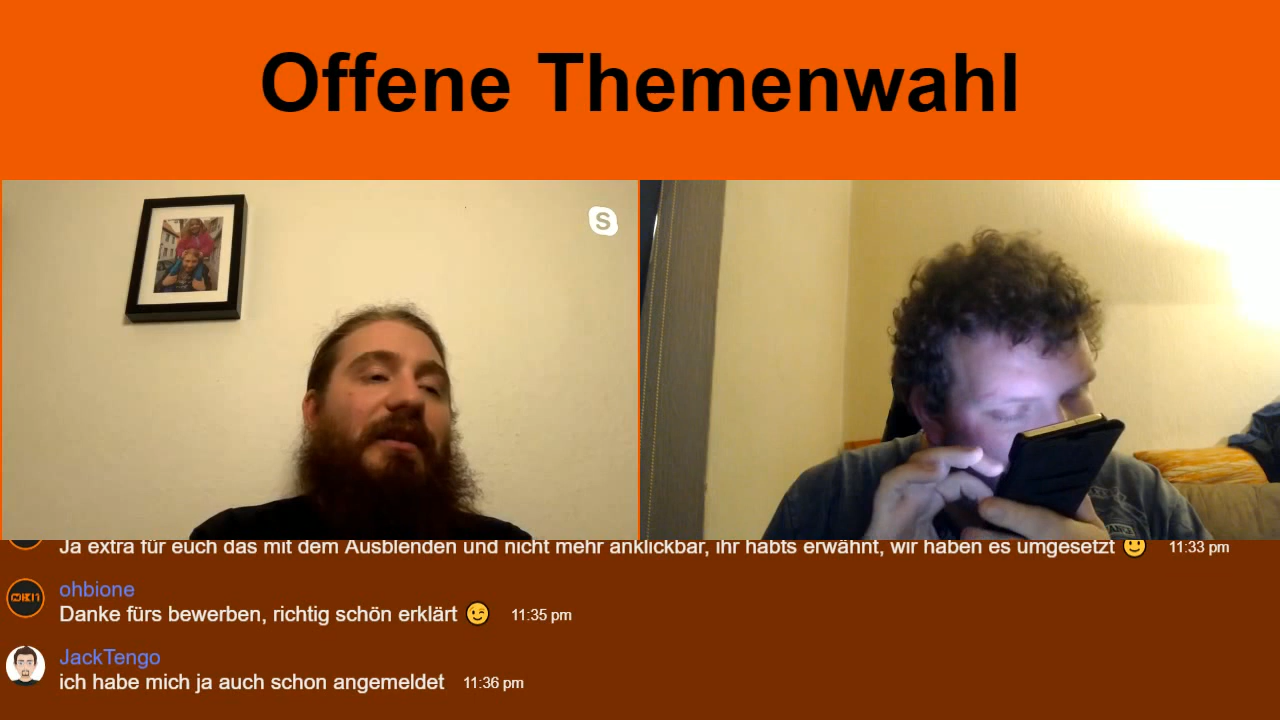 Offene Themenwahl
S
Ja extra für euch das mit dem Ausblenden und nicht mehr anklickbar, ihr habts erwähnt, wir haben es umgesetzt 🙂 11:33 pm
ohbione
Danke fürs bewerben, richtig schön erklärt 😉 11:35 pm
JackTengo
ich habe mich ja auch schon angemeldet 11:36 pm